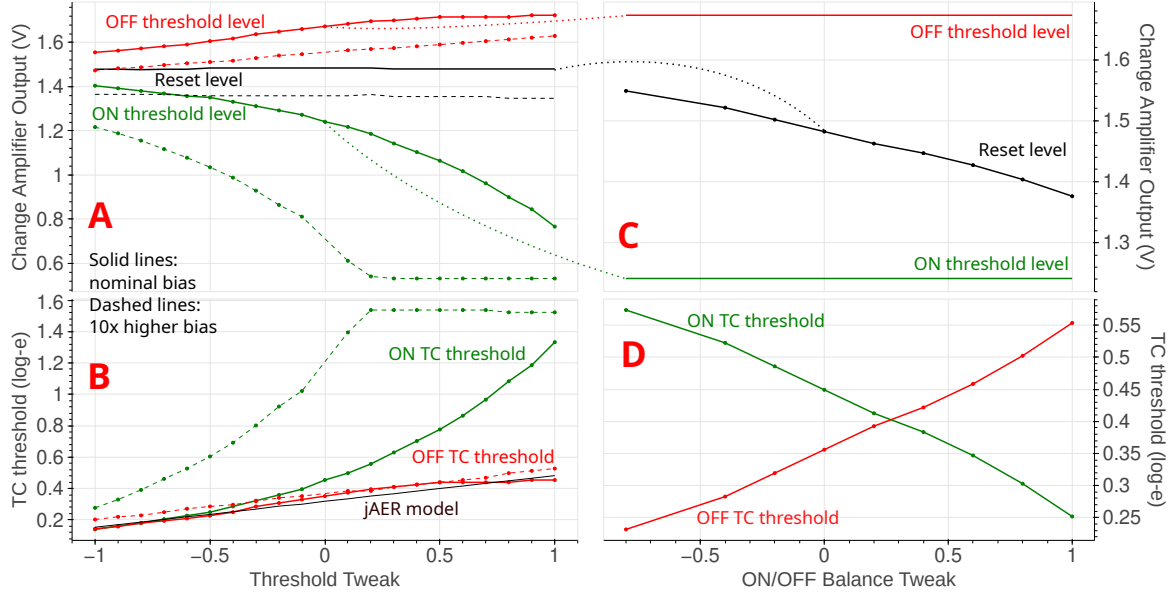 OFF threshold level
Reset level
ON threshold level
A
Solid lines:
nominal bias
Dashed lines:
10x higher bias
Change Amplifier Output (V)
1.6
1.4
1.2
1
0.8
0.6
OFF threshold level
Reset level
ON threshold level
C
Change Amplifier Output (V)
1.6
1.5
1.4
1.3
B
ON TC threshold
OFF TC threshold
jAER model
TC threshold (log-e)
1.6
1.4
1.2
1
0.8
0.6
0.4
0.2
−1
−0.5
0
0.5
1
Threshold Tweak
D
ON TC threshold
OFF TC threshold
TC threshold (log-e)
0.55
0.5
0.45
0.4
0.35
0.3
0.25
−0.5
0
0.5
1
ON/OFF Balance Tweak